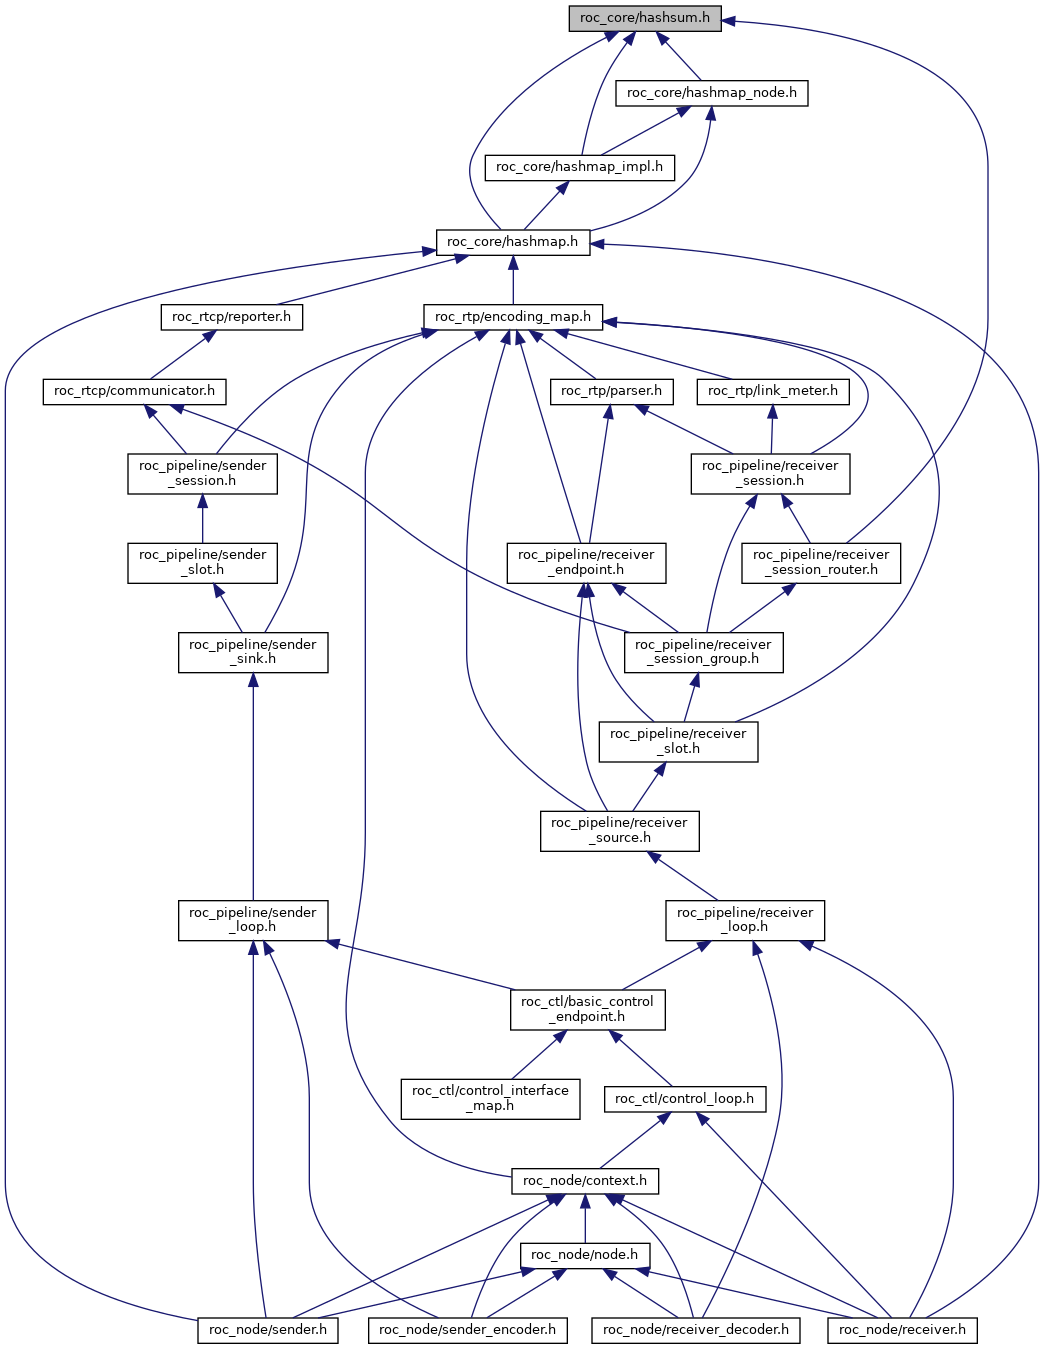 roc_core/hashsum.h
roc_core/hashmap_node.h
roc_core/hashmap_impl.h
roc_core/hashmap.h
roc_rtcp/reporter.h
roc_rtp/encoding_map.h
roc_rtcp/communicator.h
roc_rtp/parser.h
roc_rtp/link_meter.h
roc_pipeline/sender
_session.h
roc_pipeline/receiver
_session.h
roc_pipeline/sender
_slot.h
roc_pipeline/receiver
_endpoint.h
roc_pipeline/receiver
_session_router.h
roc_pipeline/sender
_sink.h
roc_pipeline/receiver
_session_group.h
roc_pipeline/receiver
_slot.h
roc_pipeline/receiver
_source.h
roc_pipeline/sender
_loop.h
roc_pipeline/receiver
_loop.h
roc_ctl/basic_control
_endpoint.h
roc_ctl/control_interface
_map.h
roc_ctl/control_loop.h
roc_node/context.h
roc_node/node.h
roc_node/sender.h
roc_node/sender_encoder.h
roc_node/receiver_decoder.h
roc_node/receiver.h